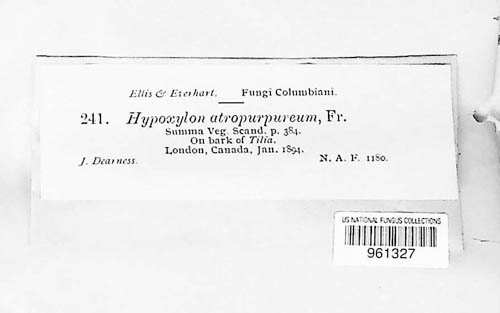 Ellis & Everhart. Fungi Columbiani.
241. Hypoxylon atropurpureum, Fr.
Summa Veg. Scand. p. 384.
On bark of Tilia.
London, Canada, Jan. 1894.
J. Dearness. N. A. F. 1180.
US NATIONAL FUNGUS COLLECTIONS
961327